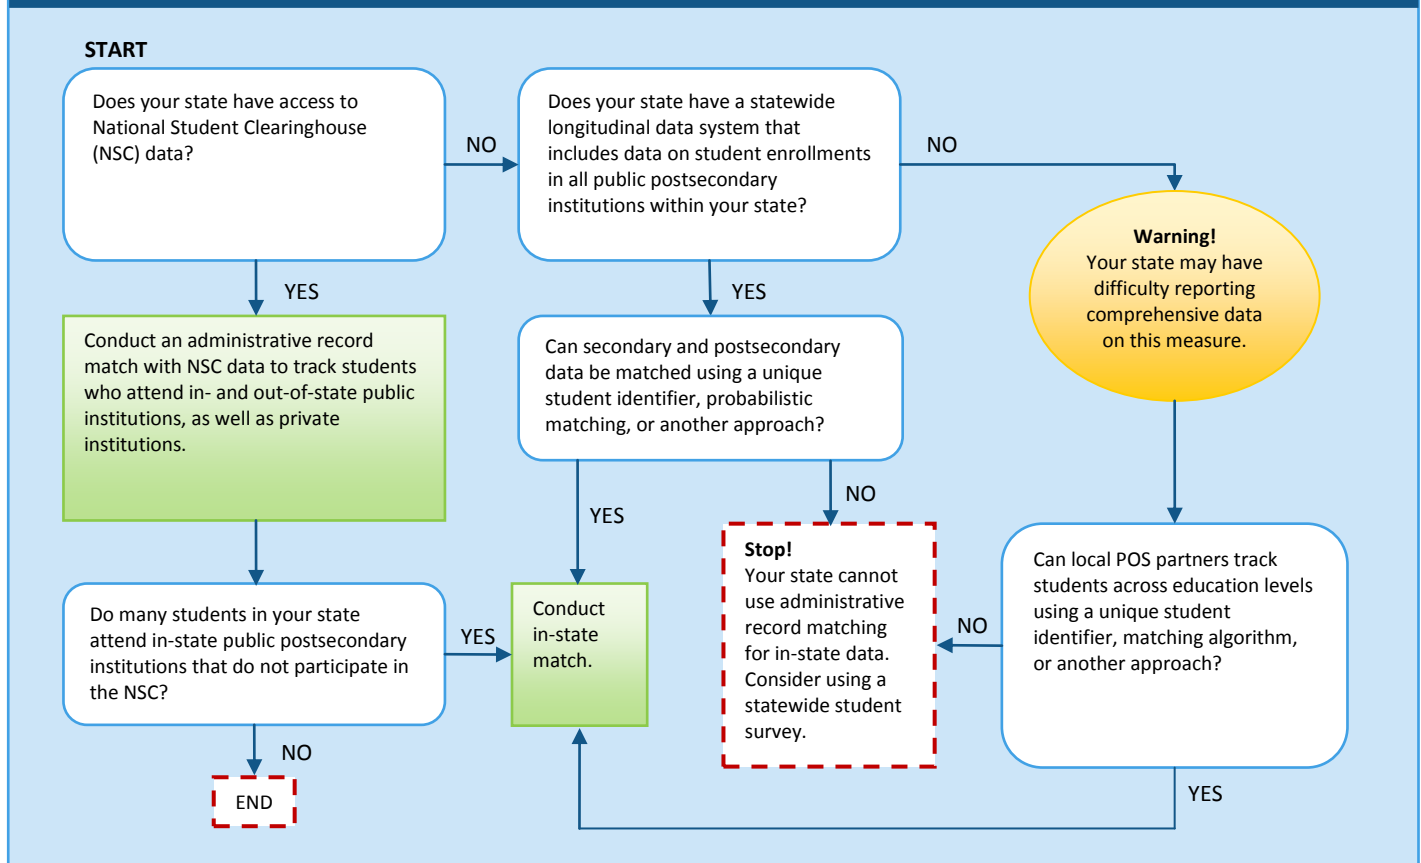 START
Does your state have access to
National Student Clearinghouse
(NSC) data?
NO
Does your state have a statewide
longitudinal data system that
includes data on student enrollments
in all public postsecondary
institutions within your state?
NO
Warning!
Your state may have
difficulty reporting
comprehensive data
on this measure.
YES
YES
Conduct an administrative record
match with NSC data to track students
who attend in- and out-of-state public
institutions, as well as private
institutions.
Can secondary and postsecondary
data be matched using a unique
student identifier, probabilistic
matching, or another approach?
YES
NO
Stop!
Your state cannot
use administrative
record matching
for in-state data.
Consider using a
statewide student
survey.
NO
Can local POS partners track
students across education levels
using a unique student
identifier, matching algorithm,
or another approach?
Do many students in your state
attend in-state public postsecondary
institutions that do not participate in
the NSC?
YES
Conduct
in-state
match.
NO
END
YES